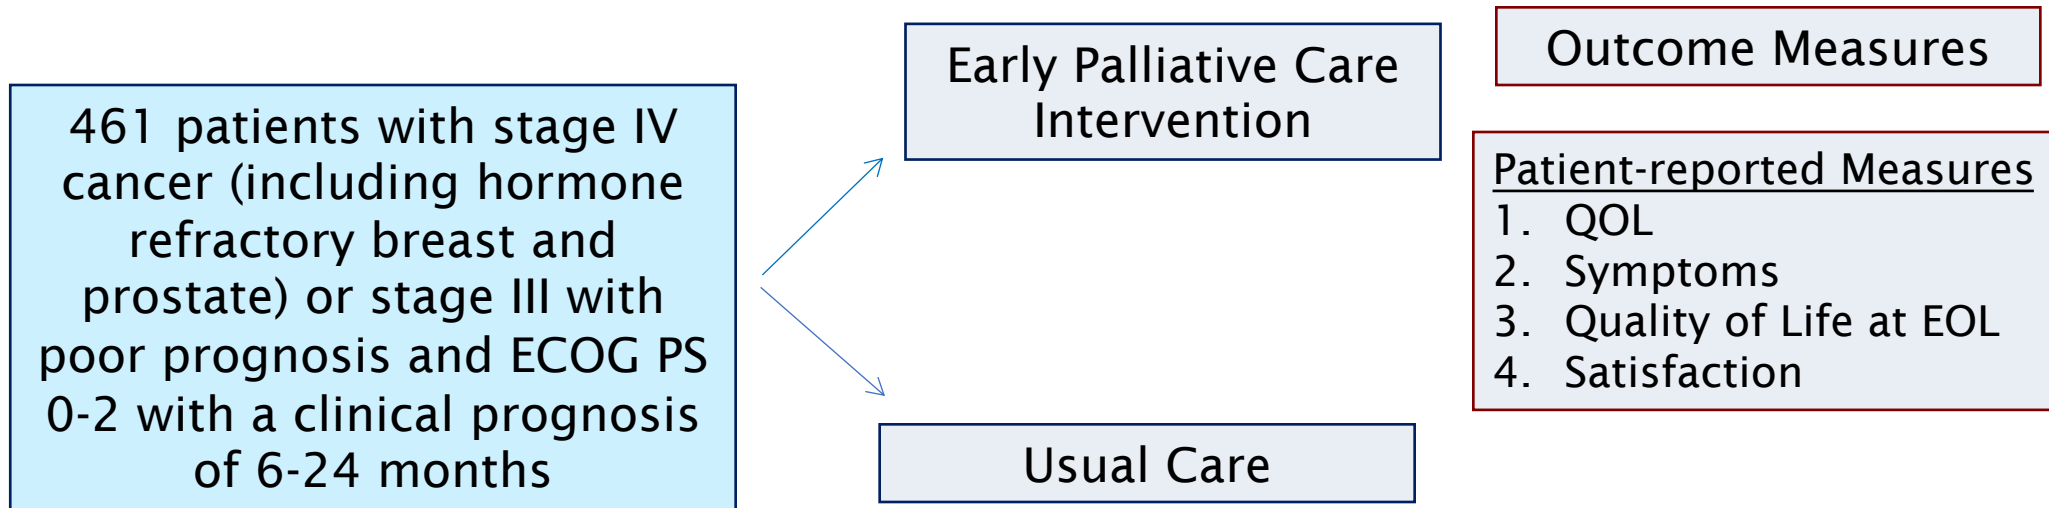 461 patients with stage IV
cancer (including hormone
refractory breast and
prostate) or stage III with
poor prognosis and ECOG PS
0-2 with a clinical prognosis
of 6-24 months
Early Palliative Care
Intervention
Usual Care
Outcome Measures
Patient-reported Measures
1. QOL
2. Symptoms
3. Quality of Life at EOL
4. Satisfaction